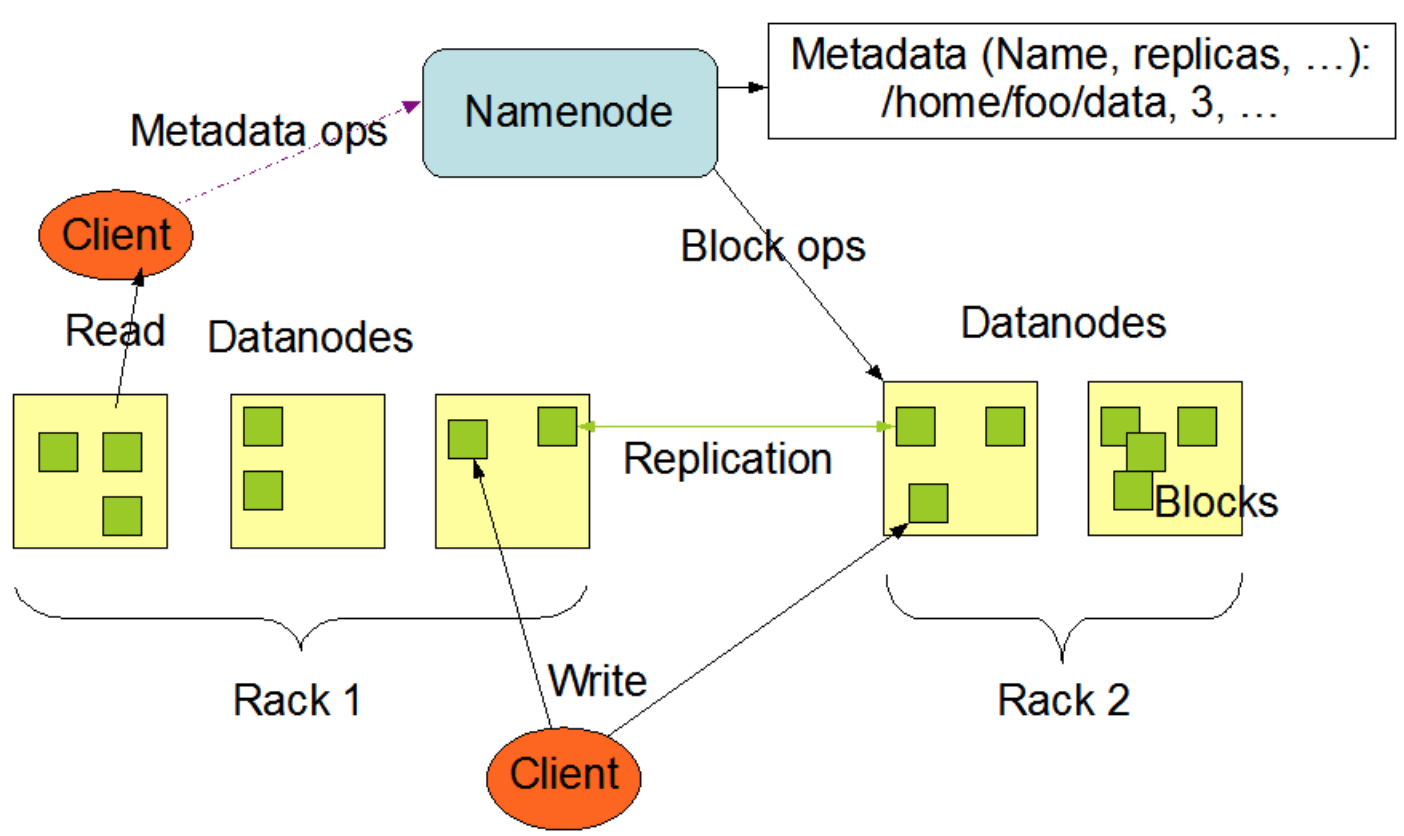 Metadata (Name, replicas, …):
/home/foo/data, 3, …
Namenode
Metadata ops
Client
Block ops
Read
Datanodes
Datanodes
Replication
Blocks
Rack 1
Write
Rack 2
Client